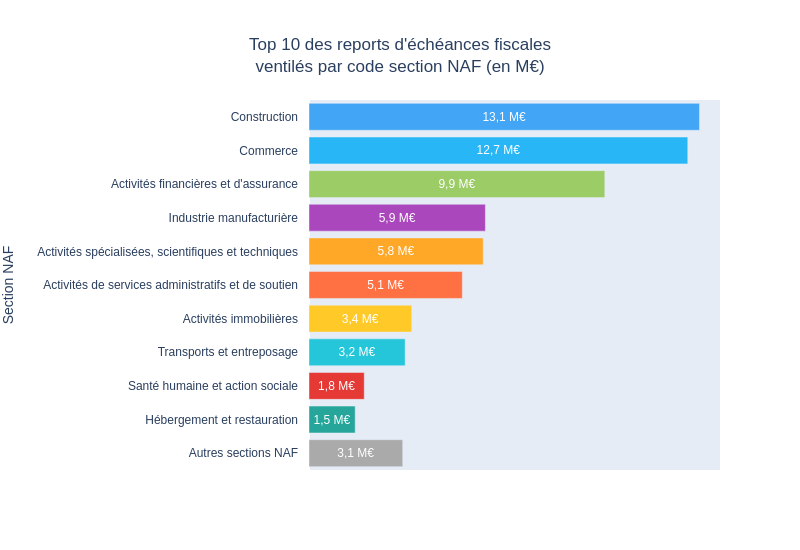 Top 10 des reports d'échéances fiscales
ventilés par code section NAF (en M€)
Section NAF
Construction 13,1 M€
Commerce 12,7 M€
Activités financières et d'assurance 9,9 M€
Industrie manufacturière 5,9 M€
Activités spécialisées, scientifiques et techniques 5,8 M€
Activités de services administratifs et de soutien 5,1 M€
Activités immobilières 3,4 M€
Transports et entreposage 3,2 M€
Santé humaine et action sociale 1,8 M€
Hébergement et restauration 1,5 M€
Autres sections NAF 3,1 M€